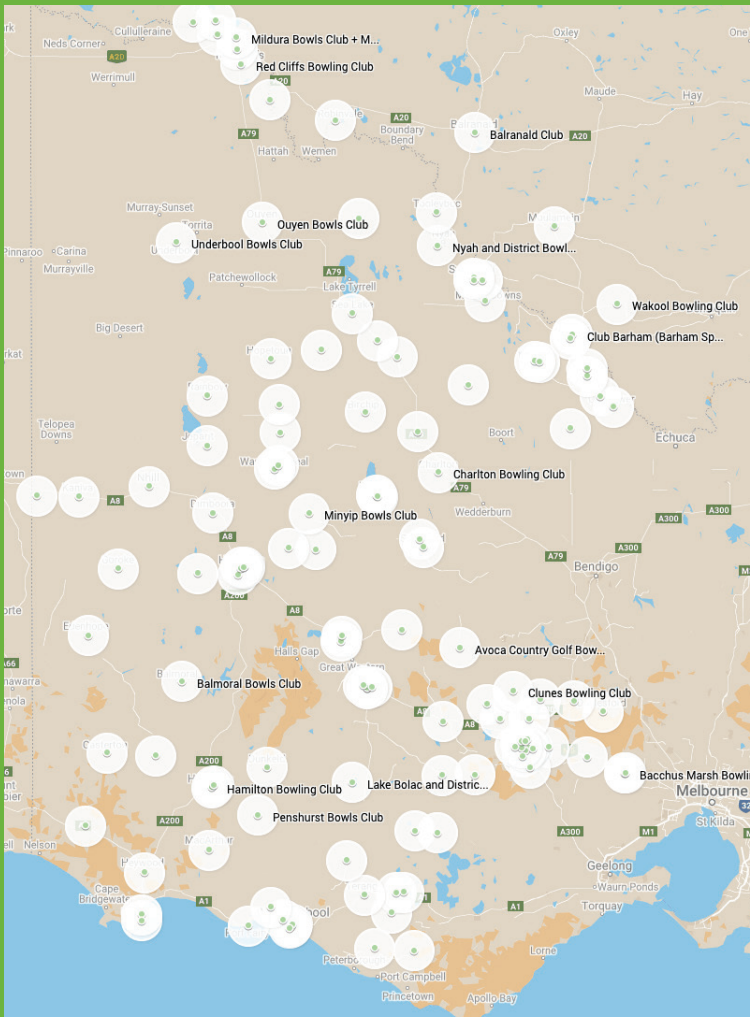 Cullulleraine
Oxley
Neds Corner
Mildura Bowls Club + M...
A20
Red Cliffs Bowling Club
Werrimull
A20
Maude
Hay
A20
Boundary
Bend
Balranald Club
A20
A79
Hattah
Wemen
Murray-Sunset
Ouyen Bowls Club
Underbool Bowls Club
Nyah and District Bowl...
Pinnaroo
Carina
Murrayville
A79
Patchewollock
Lake Tyrrell
Wakool Bowling Club
Big Desert
Club Barham (Barham Sp...
Telopea
Downs
Boort
Echuca
Charlton Bowling Club
A79
A8
Wedderburn
Minyip Bowls Club
A300
A300
A8
A79
A300
Bendigo
A200
A8
Halls Gap
Avoca Country Golf Bow...
A66
Great Western
Balmoral Bowls Club
Clunes Bowling Club
A8
A8
A200
Hamilton Bowling Club
Lake Bolac and Distric...
Bacchus Marsh Bowlin
Melbourne
Penshurst Bowls Club
St Kilda
A200
A300
M1
Nelson
Geelong
Cape
Bridgewater
Waurn Ponds
A1
A1
Torquay
Lorne
Port Campbell
Princetown
Apollo Bay